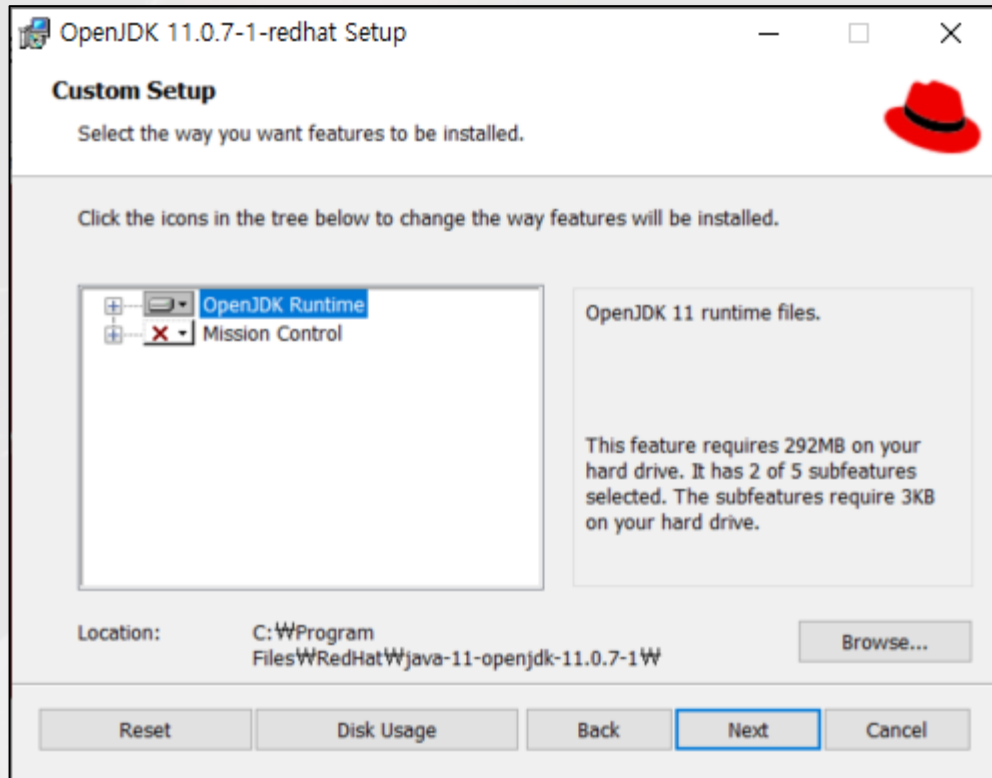 OpenJDK 11.0.7-1-redhat Setup
Custom Setup
Select the way you want features to be installed.
Click the icons in the tree below to change the way features will be installed.
OpenJDK Runtime
Mission Control
OpenJDK 11 runtime files.
This feature requires 292MB on your
hard drive. It has 2 of 5 subfeatures
selected. The subfeatures require 3KB
on your hard drive.
Location:
C:₩Program
Files₩RedHat₩java-11-openjdk-11.0.7-1₩
Browse...
Reset
Disk Usage
Back
Next
Cancel